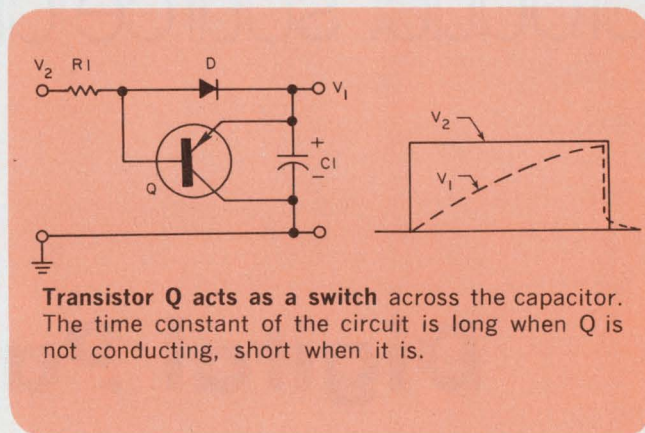 V2 R1 D V1
Q
+
C1
−
V2
V1
Transistor Q acts as a switch across the capacitor.
The time constant of the circuit is long when Q is
not conducting, short when it is.